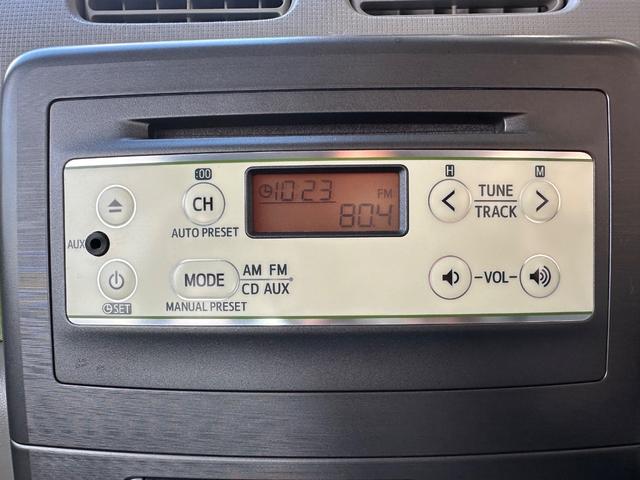 :00 H M
CH
AUTO PRESET
10:23 FM
80.4
TUNE
TRACK
AUX
SET
MODE
AM FM
CD AUX
MANUAL PRESET
VOL